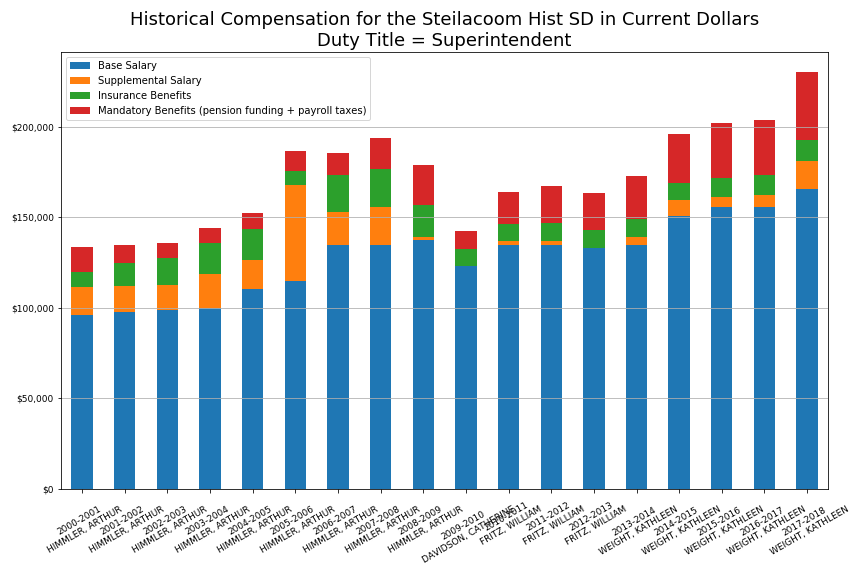 Historical Compensation for the Steilacoom Hist SD in Current Dollars
Duty Title = Superintendent
Base Salary
Supplemental Salary
Insurance Benefits
Mandatory Benefits (pension funding + payroll taxes)
$200,000
$150,000
$100,000
$50,000
$0
2000-2001
HIMMLER, ARTHUR
2001-2002
HIMMLER, ARTHUR
2002-2003
HIMMLER, ARTHUR
2003-2004
HIMMLER, ARTHUR
2004-2005
HIMMLER, ARTHUR
2005-2006
HIMMLER, ARTHUR
2006-2007
HIMMLER, ARTHUR
2007-2008
HIMMLER, ARTHUR
2008-2009
HIMMLER, ARTHUR
2009-2010
DAVIDSON, CATHERINE
2010-2011
FRITZ, WILLIAM
2011-2012
FRITZ, WILLIAM
2012-2013
FRITZ, WILLIAM
2013-2014
WEIGHT, KATHLEEN
2014-2015
WEIGHT, KATHLEEN
2015-2016
WEIGHT, KATHLEEN
2016-2017
WEIGHT, KATHLEEN
2017-2018
WEIGHT, KATHLEEN